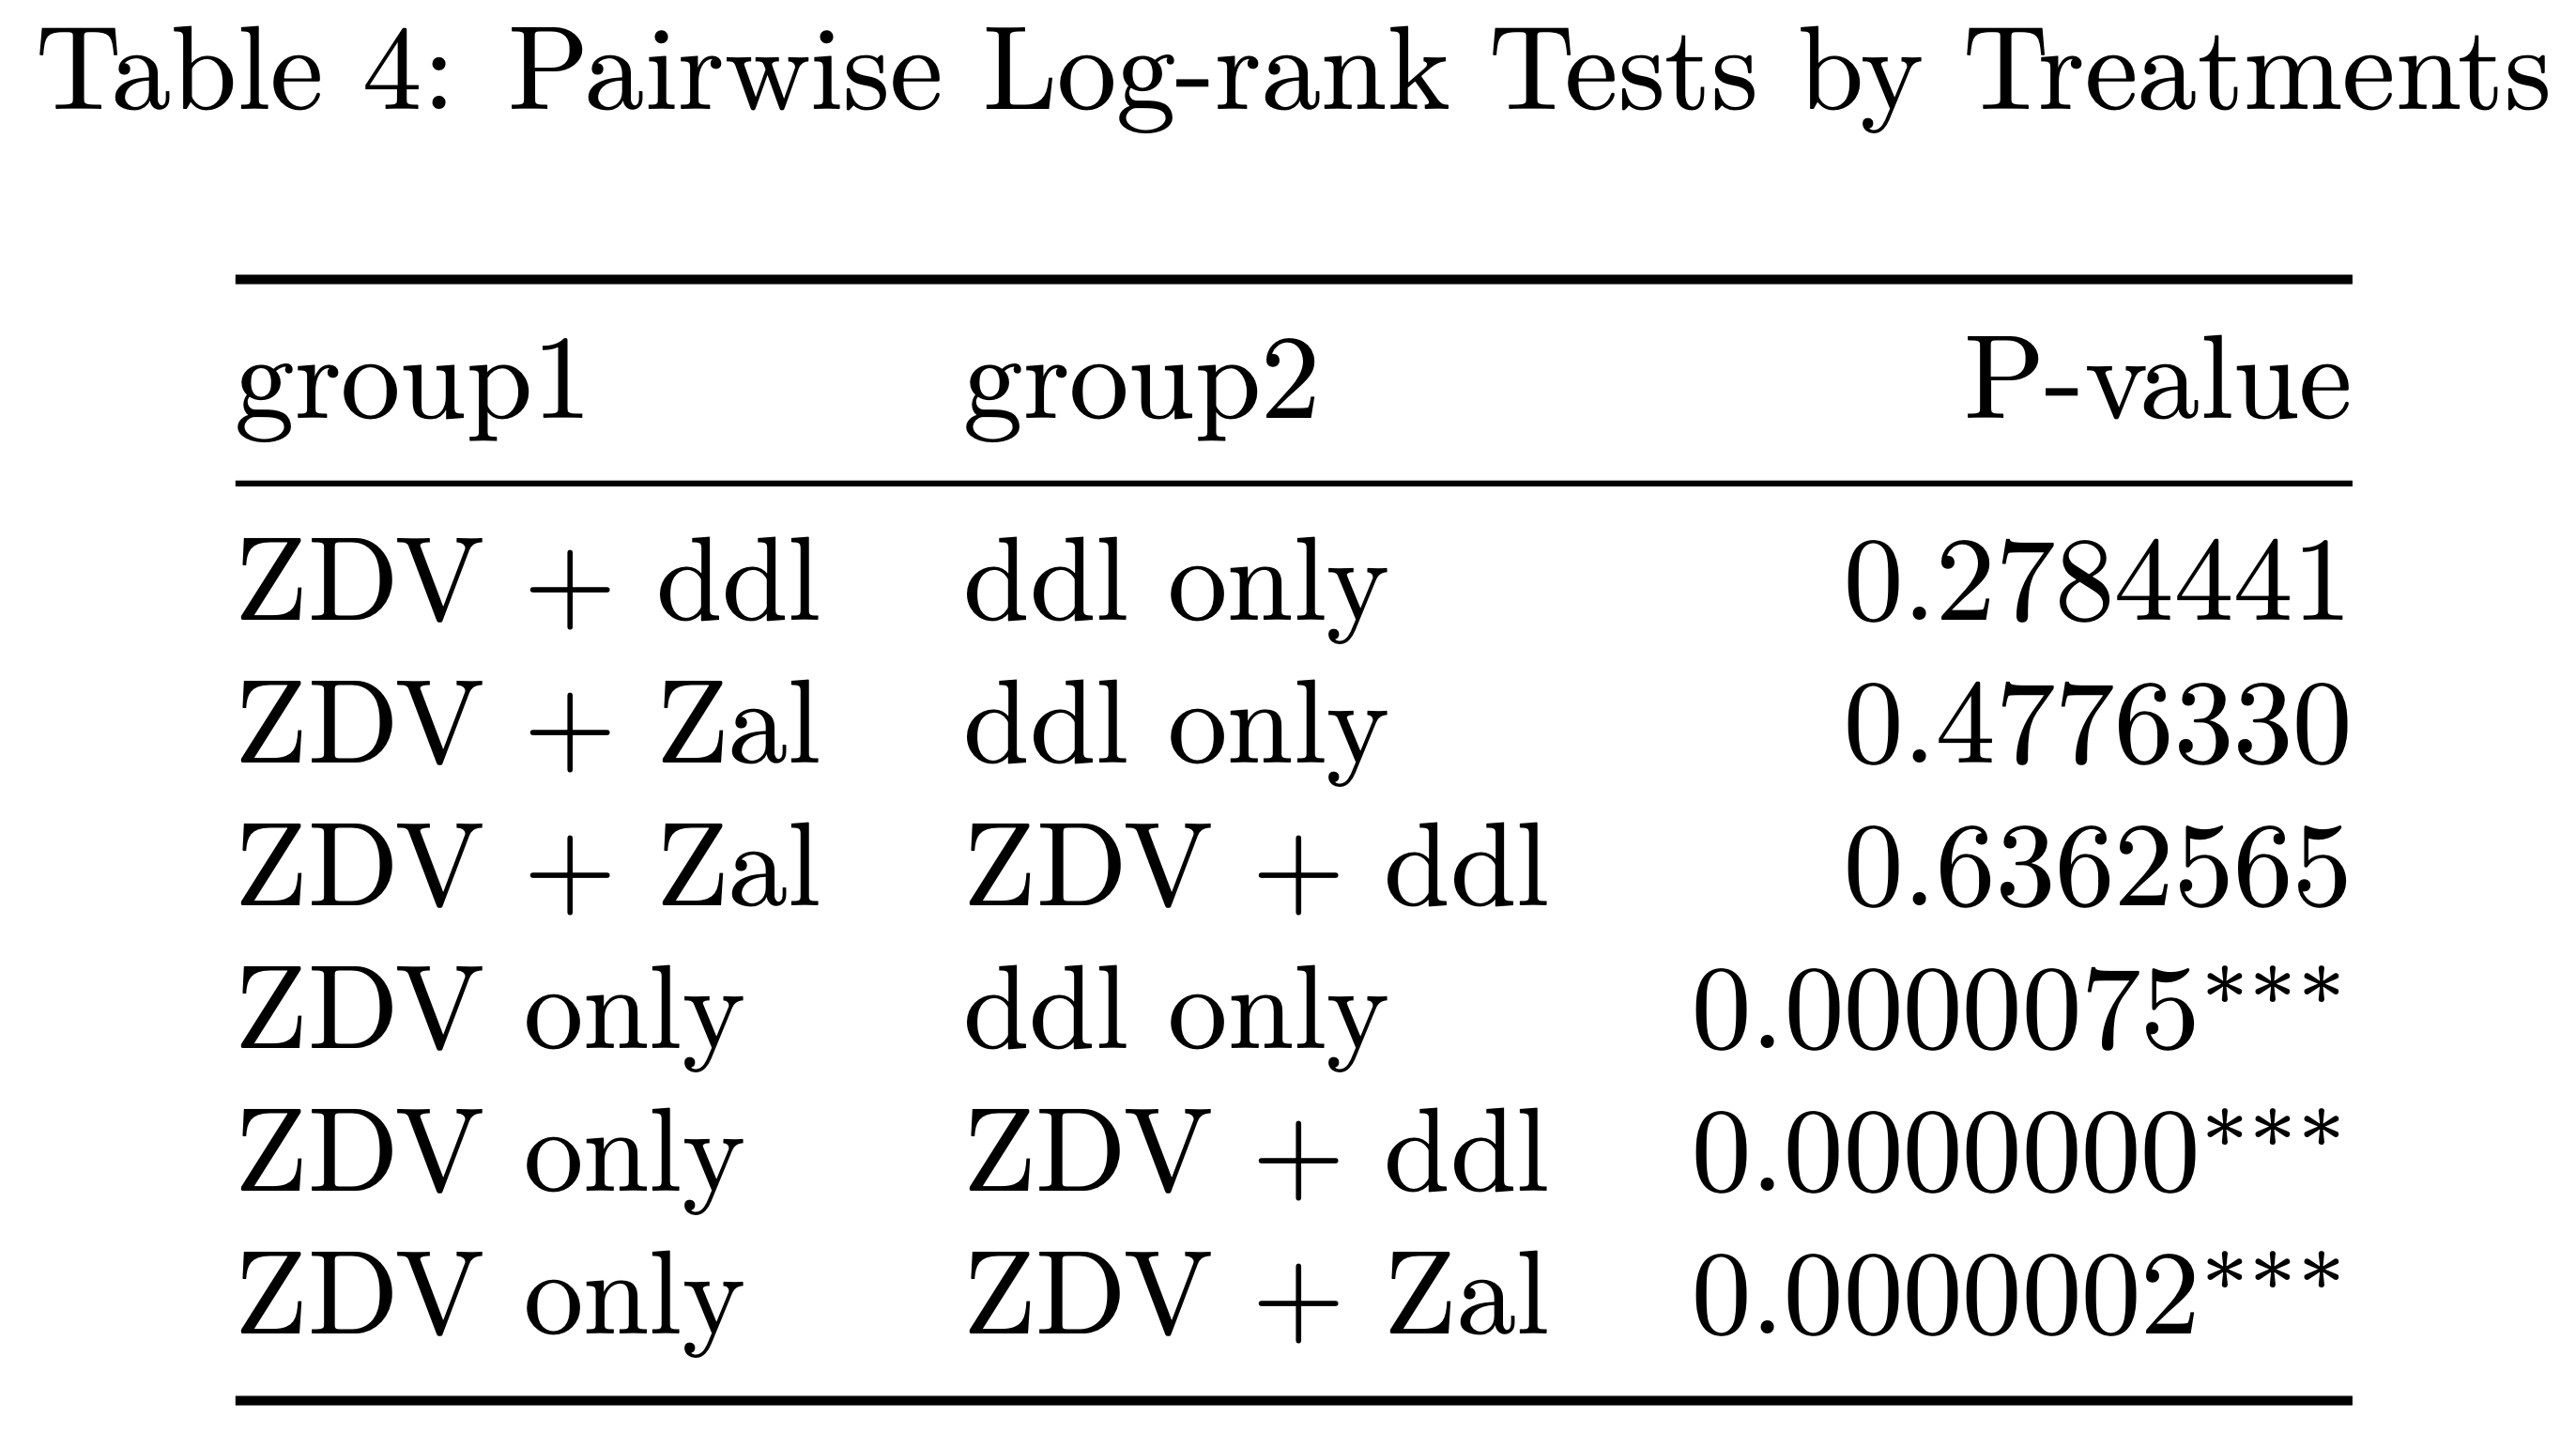 Table 4: Pairwise Log-rank Tests by Treatments
group1 group2 P-value
ZDV + ddl ddl only 0.2784441
ZDV + Zal ddl only 0.4776330
ZDV + Zal ZDV + ddl 0.6362565
ZDV only ddl only 0.0000075***
ZDV only ZDV + ddl 0.0000000***
ZDV only ZDV + Zal 0.0000002***